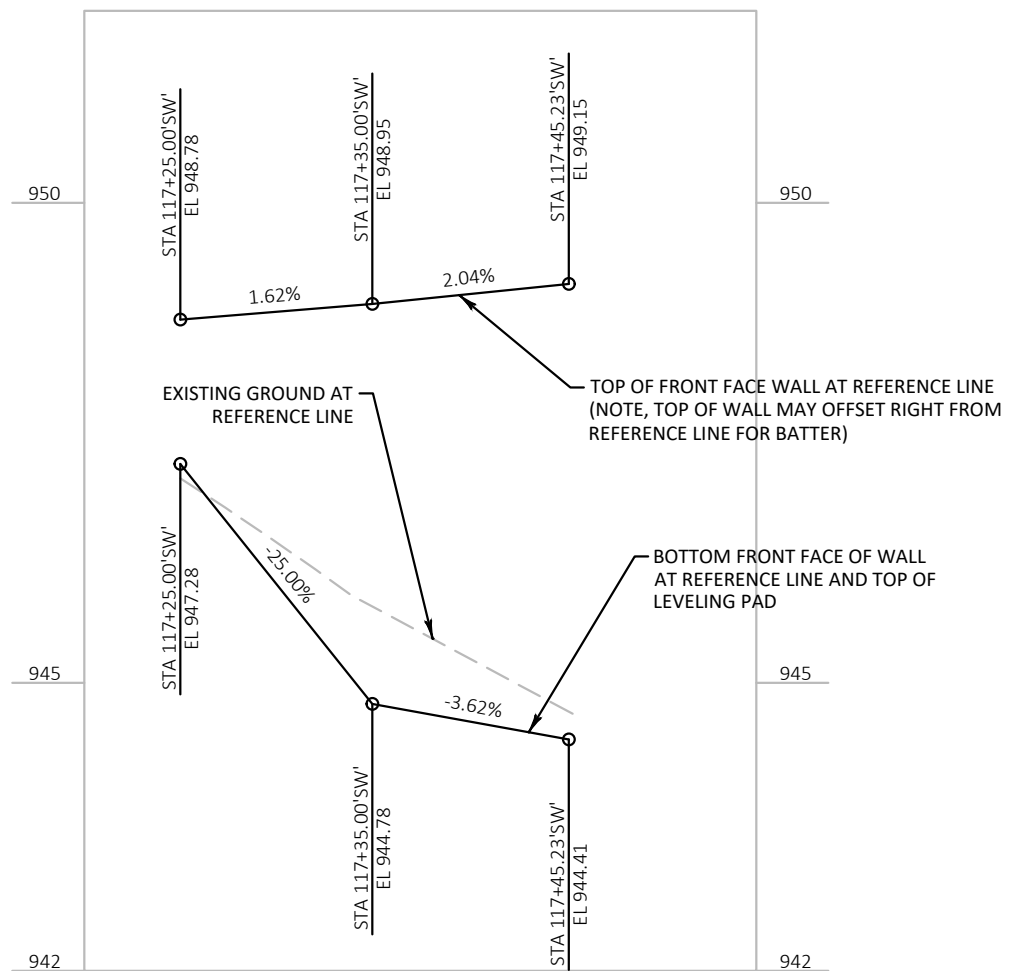 STA 117+25.00'SW'
EL 948.78
STA 117+35.00'SW'
EL 948.95
STA 117+45.23'SW'
EL 949.15
950
950
1.62%
2.04%
EXISTING GROUND AT
REFERENCE LINE
TOP OF FRONT FACE WALL AT REFERENCE LINE
(NOTE, TOP OF WALL MAY OFFSET RIGHT FROM
REFERENCE LINE FOR BATTER)
-25.00%
BOTTOM FRONT FACE OF WALL
AT REFERENCE LINE AND TOP OF
LEVELING PAD
STA 117+25.00'SW'
EL 947.28
945
945
-3.62%
STA 117+35.00'SW'
EL 944.78
STA 117+45.23'SW'
EL 944.41
942
942